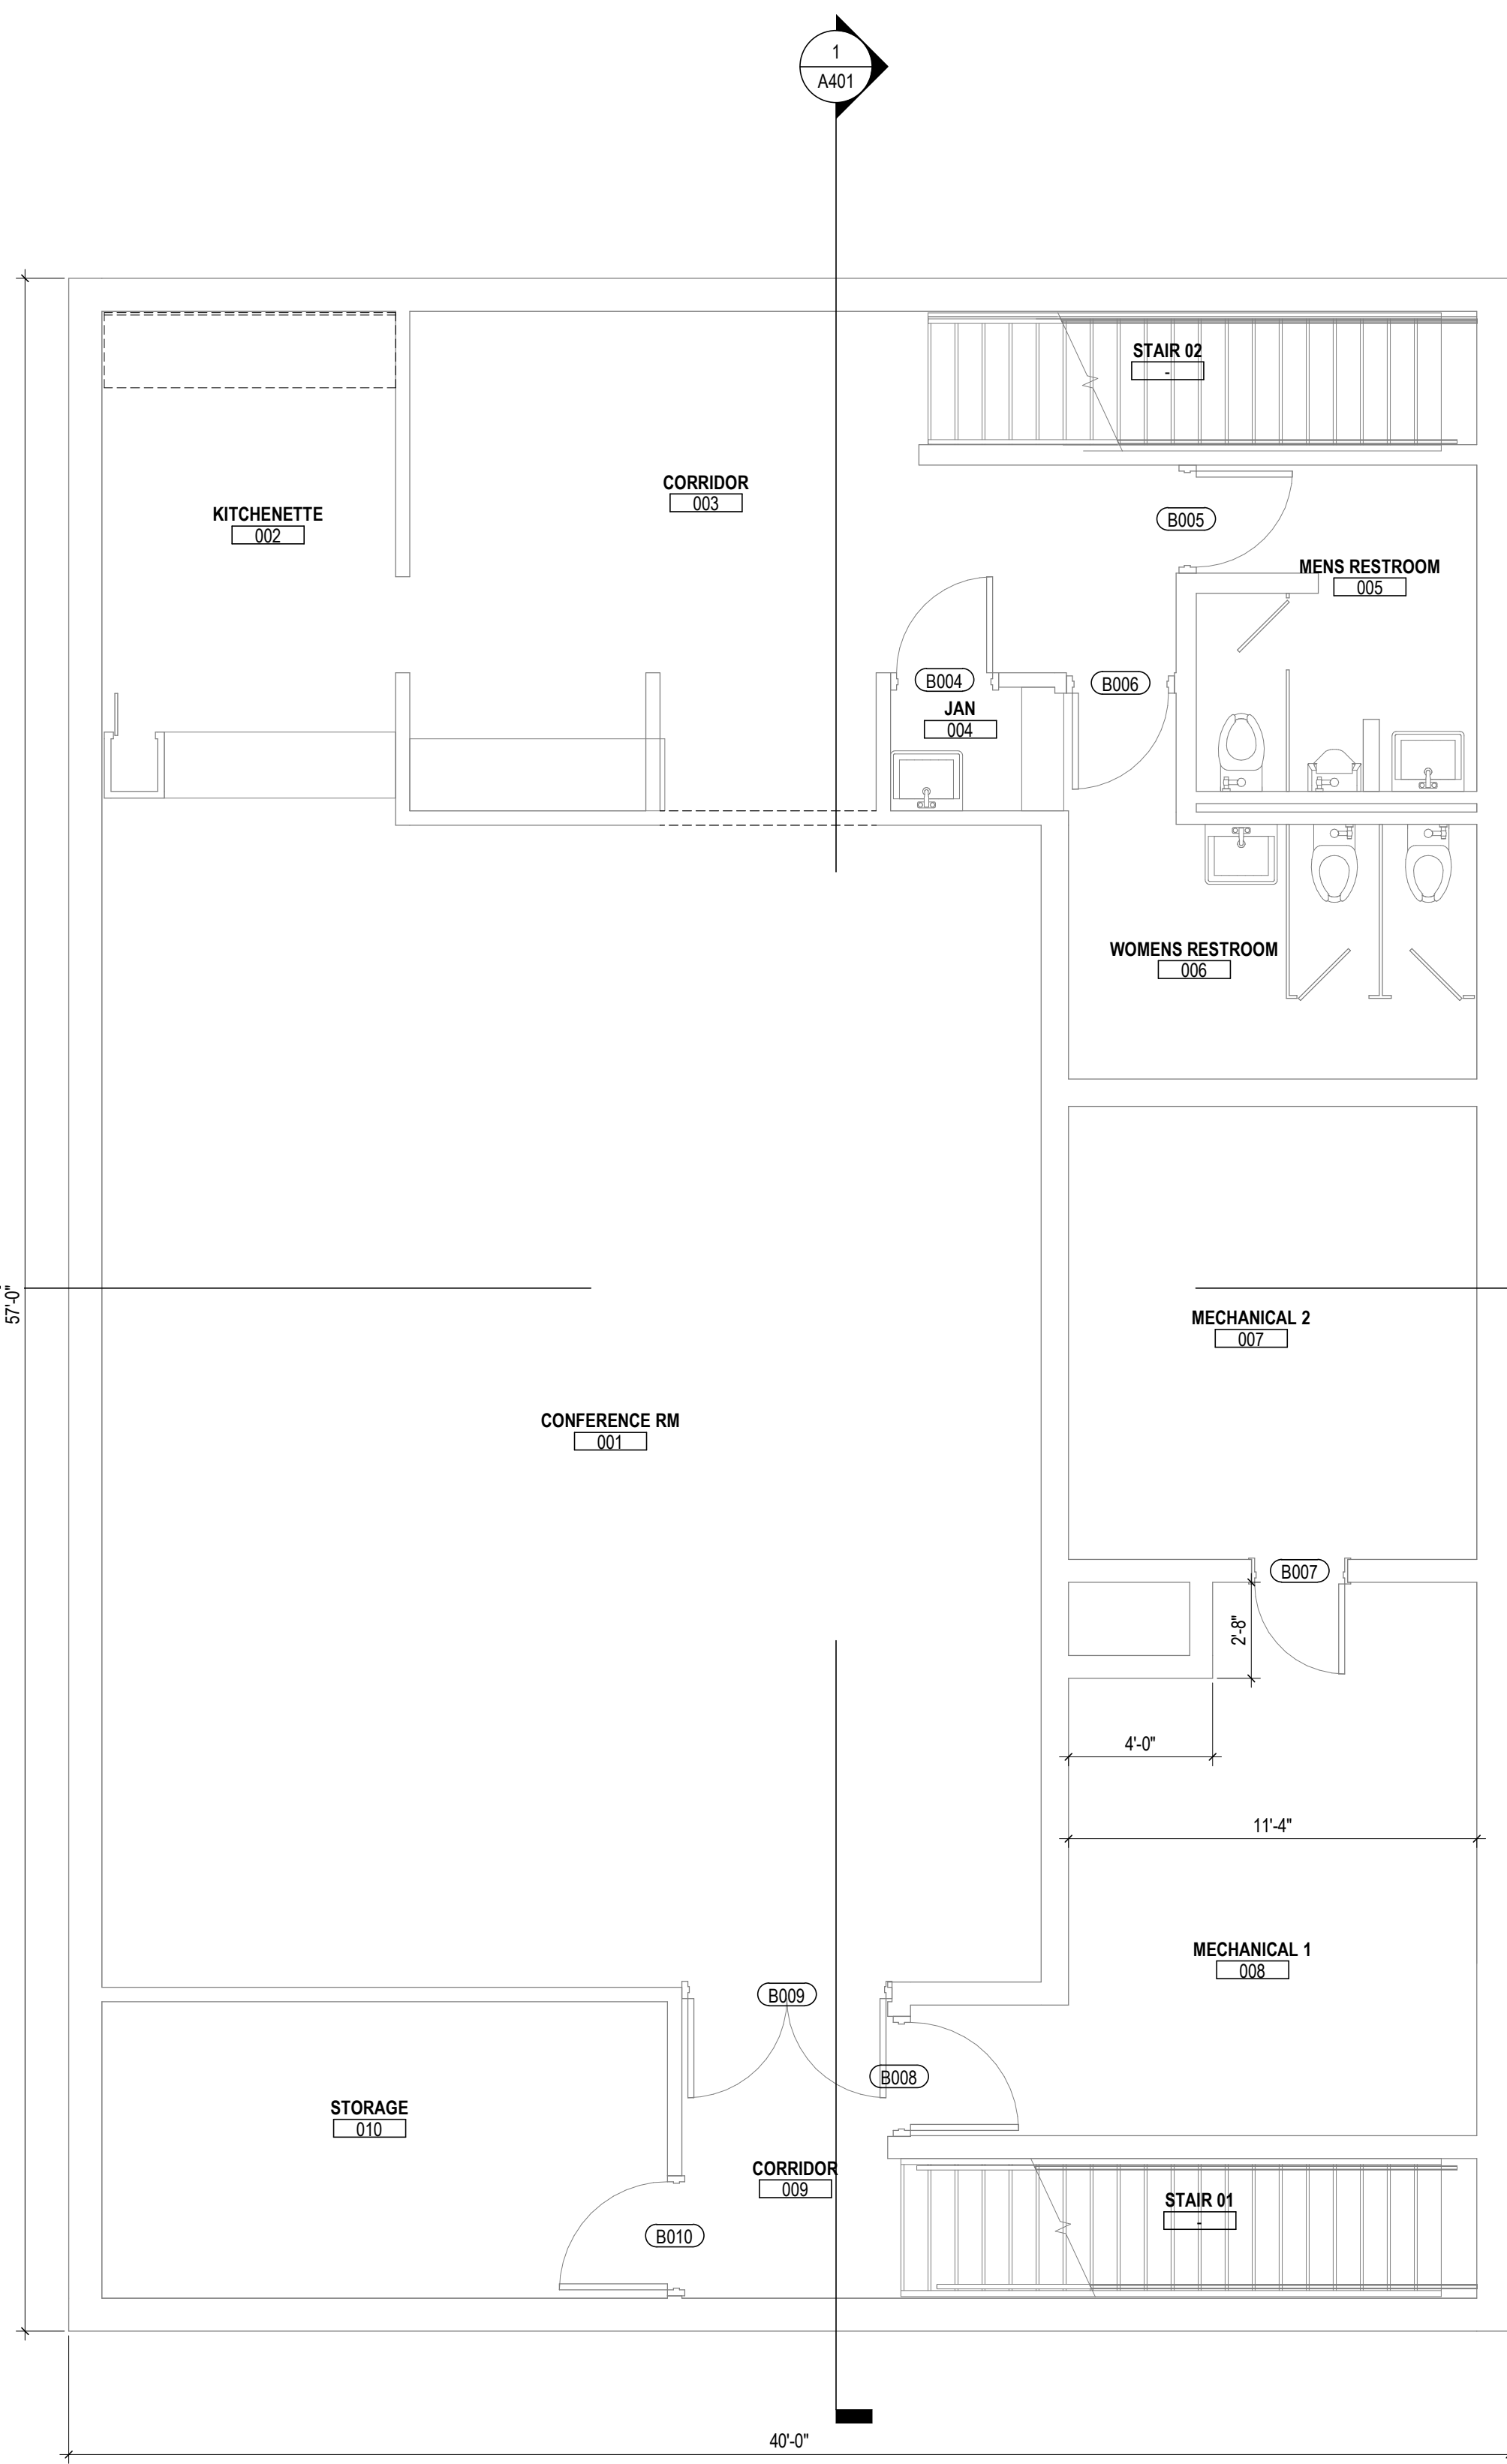 1
A401
STAIR 02
-
CORRIDOR
003
KITCHENETTE
002
B005
MENS RESTROOM
005
B004
B006
JAN
004
WOMENS RESTROOM
006
57'-0"
MECHANICAL 2
007
CONFERENCE RM
001
B007
2'-8"
4'-0"
11'-4"
MECHANICAL 1
008
B009
B008
STORAGE
010
CORRIDOR
009
STAIR 01
-
B010
40'-0"